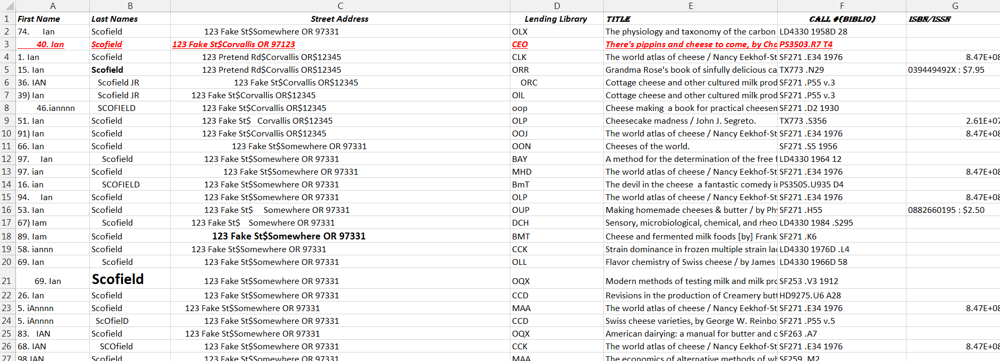 A B C D E F G
1 First Name Last Names Street Address Lending Library TITLE CALL #(BIBLIO) ISBN/ISSN
2 74. Ian Scofield 123 Fake St$Somewhere OR 97331 OLX The physiology and taxonomy of the carbon LD4330 1958D 28
3 40. Ian Scofield 123 Fake St$Corvallis OR 97123 CEO There's pippins and cheese to come, by Cha PS3503.R7 T4
4 1. Ian Scofield 123 Pretend Rd$Corvallis OR$12345 CLK The world atlas of cheese / Nancy Eekhof-St SF271 .E34 1976 8.47E+08
5 15. Ian Scofield 123 Pretend Rd$Corvallis OR$12345 ORR Grandma Rose's book of sinfully delicious ca TX773 .N29 039449492X : $7.95
6 36. IAN Scofield JR 123 Fake St$Corvallis OR$12345 ORC Cottage cheese and other cultured milk prod SF271 .P55 v.3
7 39) Ian Scofield JR 123 Fake St$Corvallis OR$12345 OIL Cottage cheese and other cultured milk prod SF271 .P55 v.3
8 46.iannnn SCOFIELD 123 Fake St$Corvallis OR$12345 oop Cheese making a book for practical cheesem SF271 .D2 1930
9 51. Ian Scofield 123 Fake St$ Corvallis OR$12345 OLP Cheesecake madness / John J. Segreto. TX773 .S356 2.61E+07
10 91) Ian Scofield 123 Fake St$Corvallis OR$12345 OOJ The world atlas of cheese / Nancy Eekhof-St SF271 .E34 1976 8.47E+08
11 66. Ian Scofield 123 Fake St$Somewhere OR 97331 OON Cheeses of the world. SF271 .S5 1956
12 97. Ian Scofield 123 Fake St$Somewhere OR 97331 BAY A method for the determination of the free f LD4330 1964 12
13 97. ian Scofield 123 Fake St$Somewhere OR 97331 MHD The world atlas of cheese / Nancy Eekhof-St SF271 .E34 1976 8.47E+08
14 16. ian SCOFIELD 123 Fake St$Somewhere OR 97331 BmT The devil in the cheese a fantastic comedy i PS3505.U935 D4
15 94. Ian Scofield 123 Fake St$Somewhere OR 97331 OLP The world atlas of cheese / Nancy Eekhof-St SF271 .E34 1976 8.47E+08
16 53. Ian Scofield 123 Fake St$ Somewhere OR 97331 OUP Making homemade cheeses & butter / by Phy SF271 .H55 0882660195 : $2.50
17 67) Iam Scofield 123 Fake St$ Somewhere OR 97331 DCH Sensory, microbiological, chemical, and rheo LD4330 1984 .S295
18 89. Iam Scofield 123 Fake St$Somewhere OR 97331 BMT Cheese and fermented milk foods [by] Frank SF271 .K6
19 58. iannn Scofield 123 Fake St$Somewhere OR 97331 CCK Strain dominance in frozen multiple strain la LD4330 1976D .L4
20 69. Ian Scofield 123 Fake St$Somewhere OR 97331 OLL Flavor chemistry of Swiss cheese / by James LD4330 1966D 58
21 69. Ian Scofield 123 Fake St$Somewhere OR 97331 OQX Modern methods of testing milk and milk pro SF253 .V3 1912
22 26. Ian Scofield 123 Fake St$Somewhere OR 97331 CCD Revisions in the production of Creamery butt HD9275.U6 A28
23 5. iAnnnn Scofield 123 Fake St$Somewhere OR 97331 MAA The world atlas of cheese / Nancy Eekhof-St SF271 .E34 1976 8.47E+08
24 5. iAnnnn ScOfielD 123 Fake St$Somewhere OR 97331 CCD Swiss cheese varieties, by George W. Reinbo SF271 .P55 v.5
25 83. IAN Scofield 123 Fake St$Somewhere OR 97331 OQX American dairying: a manual for butter and c SF263 .A7
26 68. IAN SCOfield 123 Fake St$Somewhere OR 97331 CCK The world atlas of cheese / Nancy Eekhof-St SF271 .E34 1976 8.47E+08
27 98.IAN Scofield 123 Fake St$Somewhere OR 97331 MAA The economics of alternative methods of wh SF259 .M2